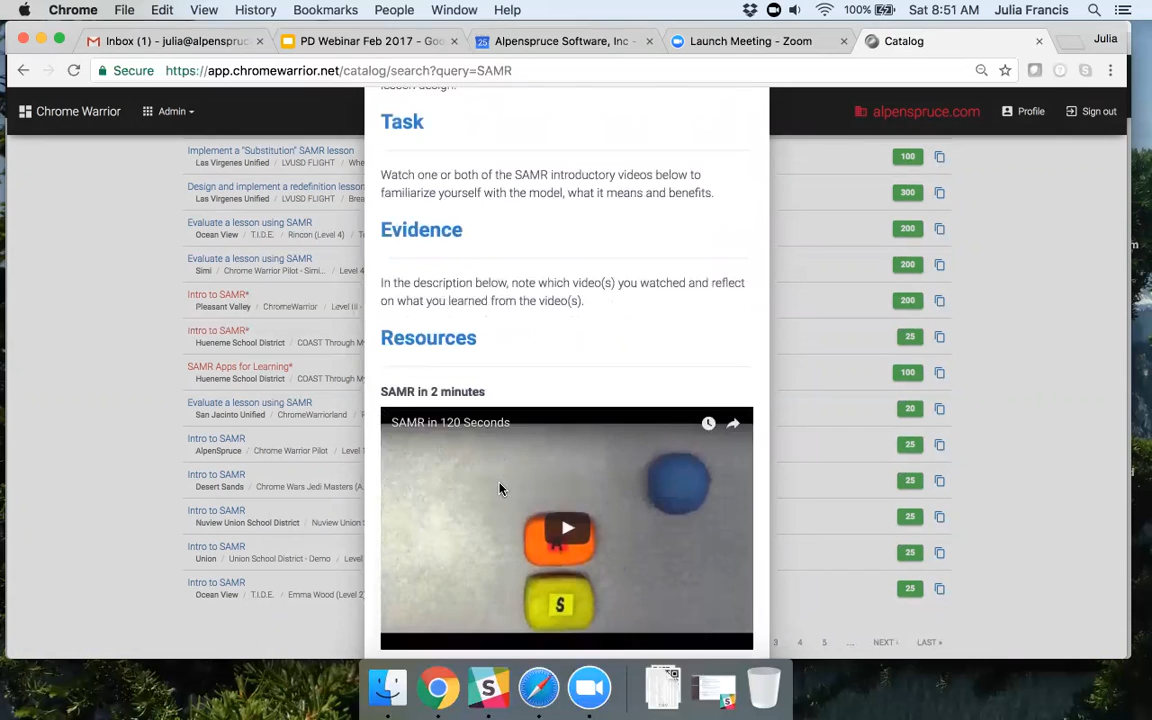 Chrome File Edit View History Bookmarks People Window Help 100% Sat 8:51 AM Julia Francis
Inbox (1) - julia@alpenspruc × PD Webinar Feb 2017 - Goo × Alpenspruce Software, Inc - × Launch Meeting - Zoom × Catalog × Julia
Secure https://app.chromewarrior.net/catalog/search?query=SAMR
Chrome Warrior Admin alpenspruce.com Profile Sign out
lesson design.
Task
Watch one or both of the SAMR introductory videos below to
familiarize yourself with the model, what it means and benefits.
Evidence
In the description below, note which video(s) you watched and reflect
on what you learned from the video(s).
Resources
SAMR in 2 minutes
SAMR in 120 Seconds
S
Implement a "Substitution" SAMR lesson 100
Las Virgenes Unified / LVUSD FLIGHT /
Design and implement a redefinition lesson 300
Las Virgenes Unified / LVUSD FLIGHT /
Evaluate a lesson using SAMR 200
Ocean View / T.I.D.E. / Rincon (Level 4) /
Evaluate a lesson using SAMR 200
Simi / Chrome Warrior Pilot - Simi... / Level 4
Intro to SAMR* 200
Pleasant Valley / ChromeWarrior / Level III -
Intro to SAMR* 25
Hueneme School District / COAST Through
SAMR Apps for Learning* 100
Hueneme School District / COAST Through
Evaluate a lesson using SAMR 20
San Jacinto Unified / ChromeWarriorland /
Intro to SAMR 25
AlpenSpruce / Chrome Warrior Pilot / Level
Intro to SAMR 25
Desert Sands / Chrome Wars Jedi Masters
Intro to SAMR 25
Nuview Union School District / Nuview Union
Intro to SAMR 25
Union / Union School District - Demo / Level
Intro to SAMR 25
Ocean View / T.I.D.E. / Emma Wood (Level 2)
3 4 5 ... NEXT › LAST »